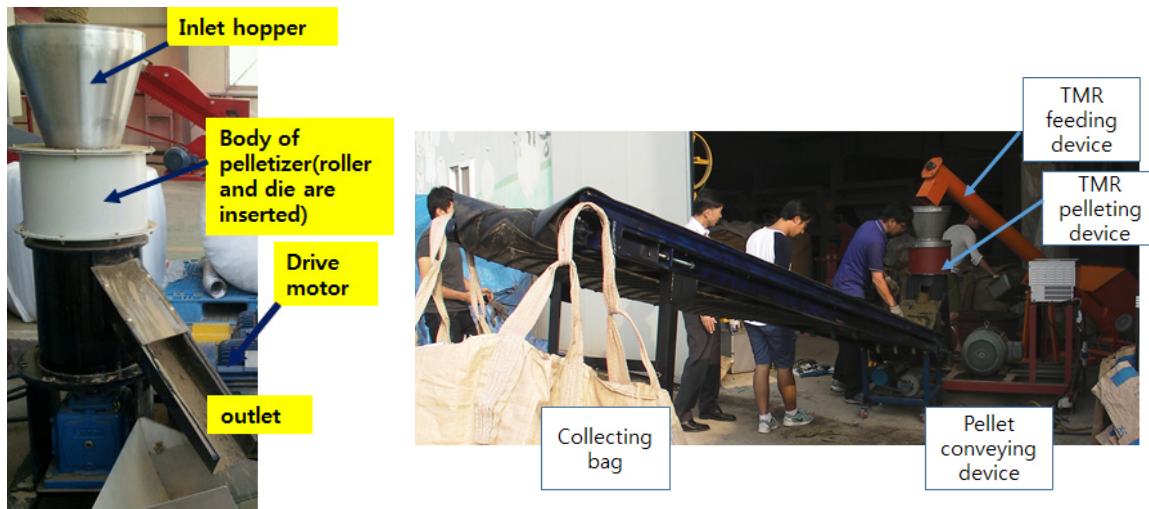 Inlet hopper
Body of
pelletizer(roller
and die are
inserted)
Drive
motor
outlet
TMR
feeding
device
TMR
pelleting
device
Collecting
bag
Pellet
conveying
device